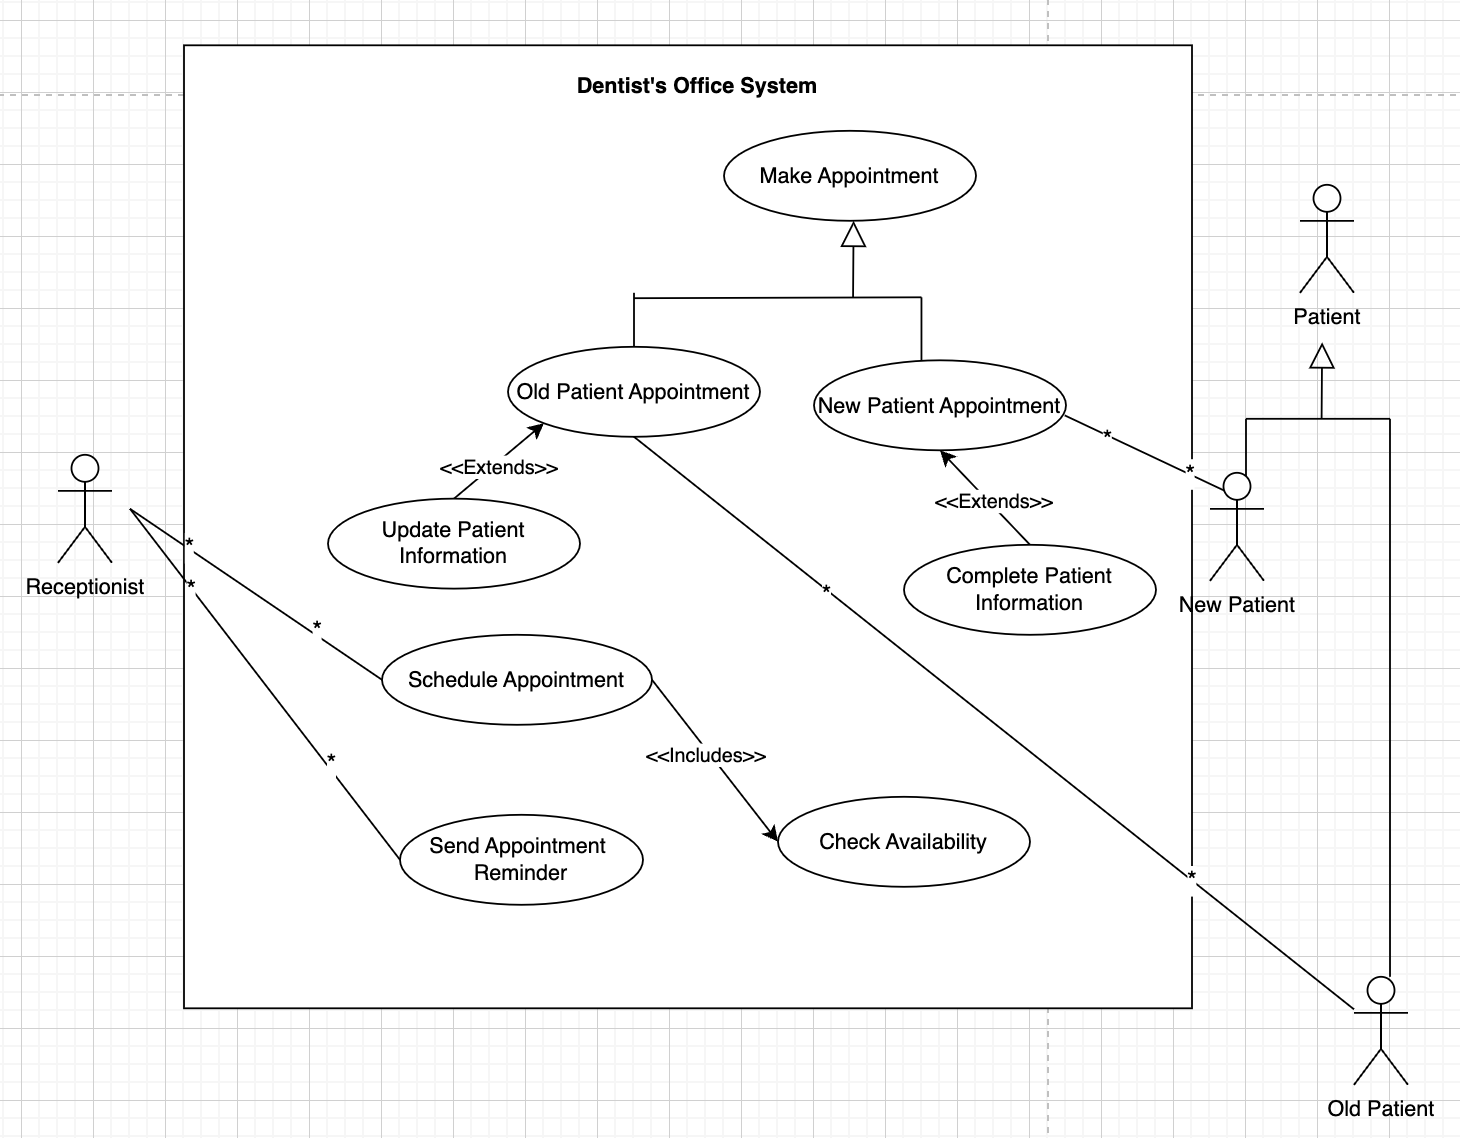 Dentist's Office System
Make Appointment
Patient
Old Patient Appointment
New Patient Appointment
*
*
<<Extends>>
<<Extends>>
Update Patient
Information
*
Receptionist
*
Complete Patient
Information
*
New Patient
*
Schedule Appointment
*
<<Includes>>
Send Appointment
Reminder
Check Availability
*
Old Patient